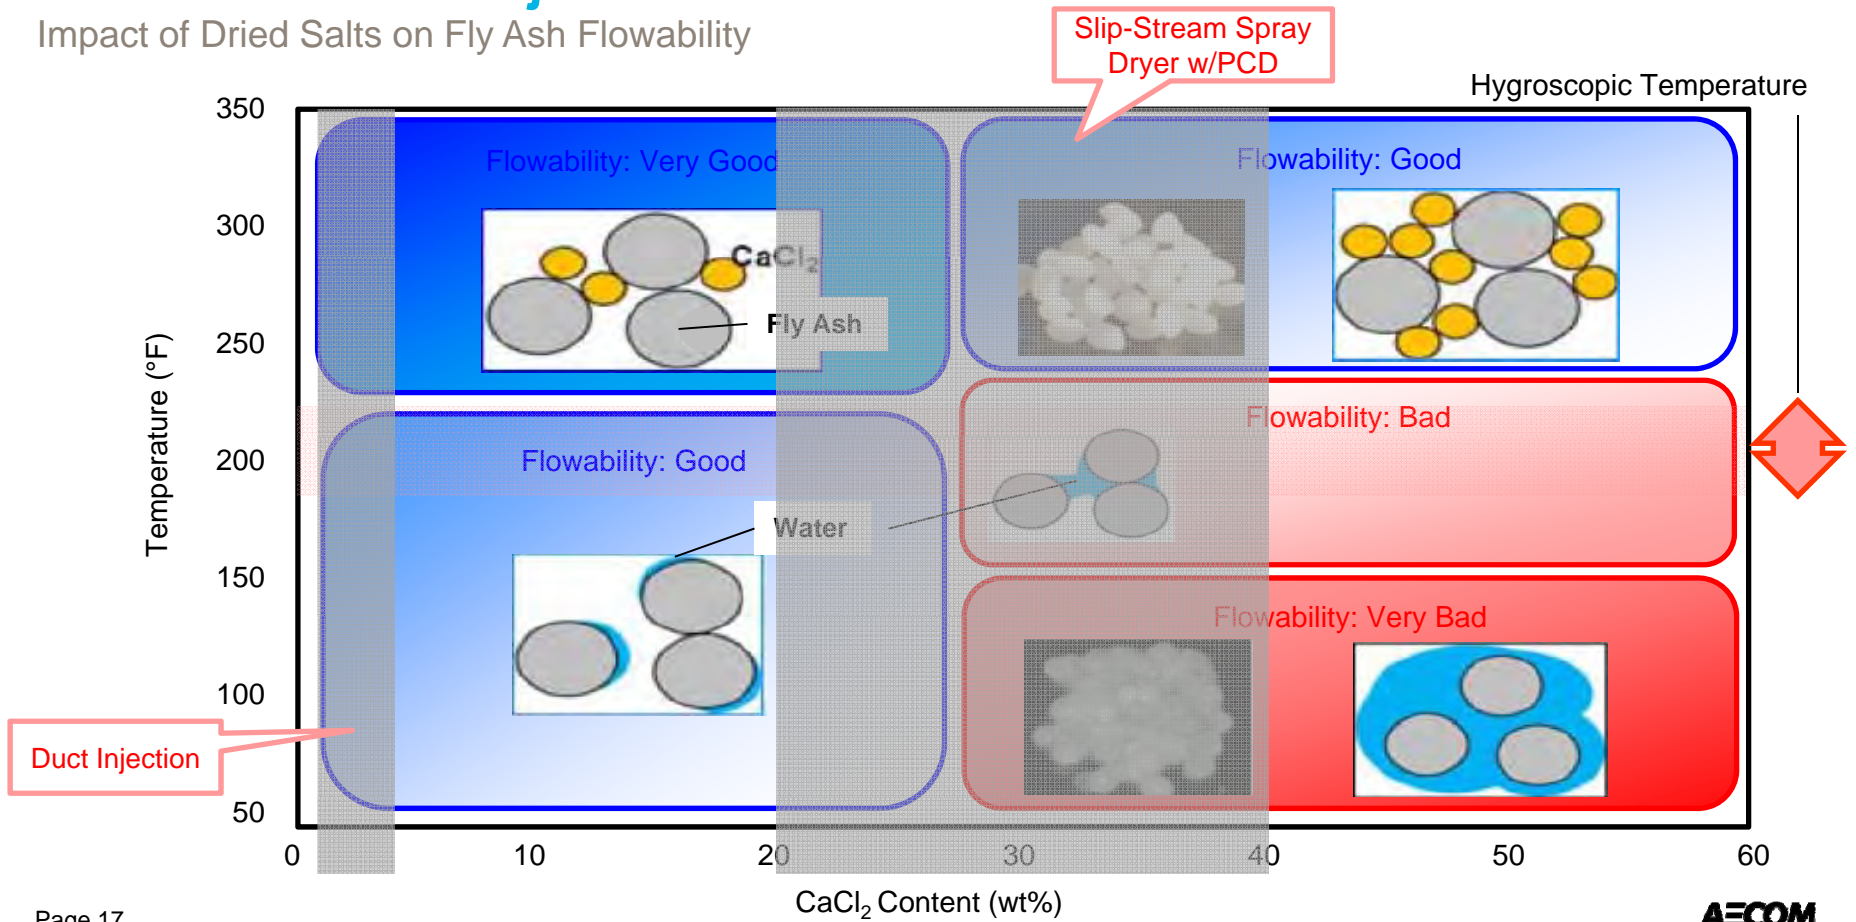 Impact of Dried Salts on Fly Ash Flowability
Slip-Stream Spray
Dryer w/PCD
Hygroscopic Temperature
350
300
250
200
150
100
50
Temperature (°F)
Flowability: Very Good
CaCl₂
Fly Ash
Flowability: Good
Flowability: Good
Water
Flowability: Bad
Flowability: Very Bad
Duct Injection
0 10 20 30 40 50 60
CaCl₂ Content (wt%)
Page 17
AECOM